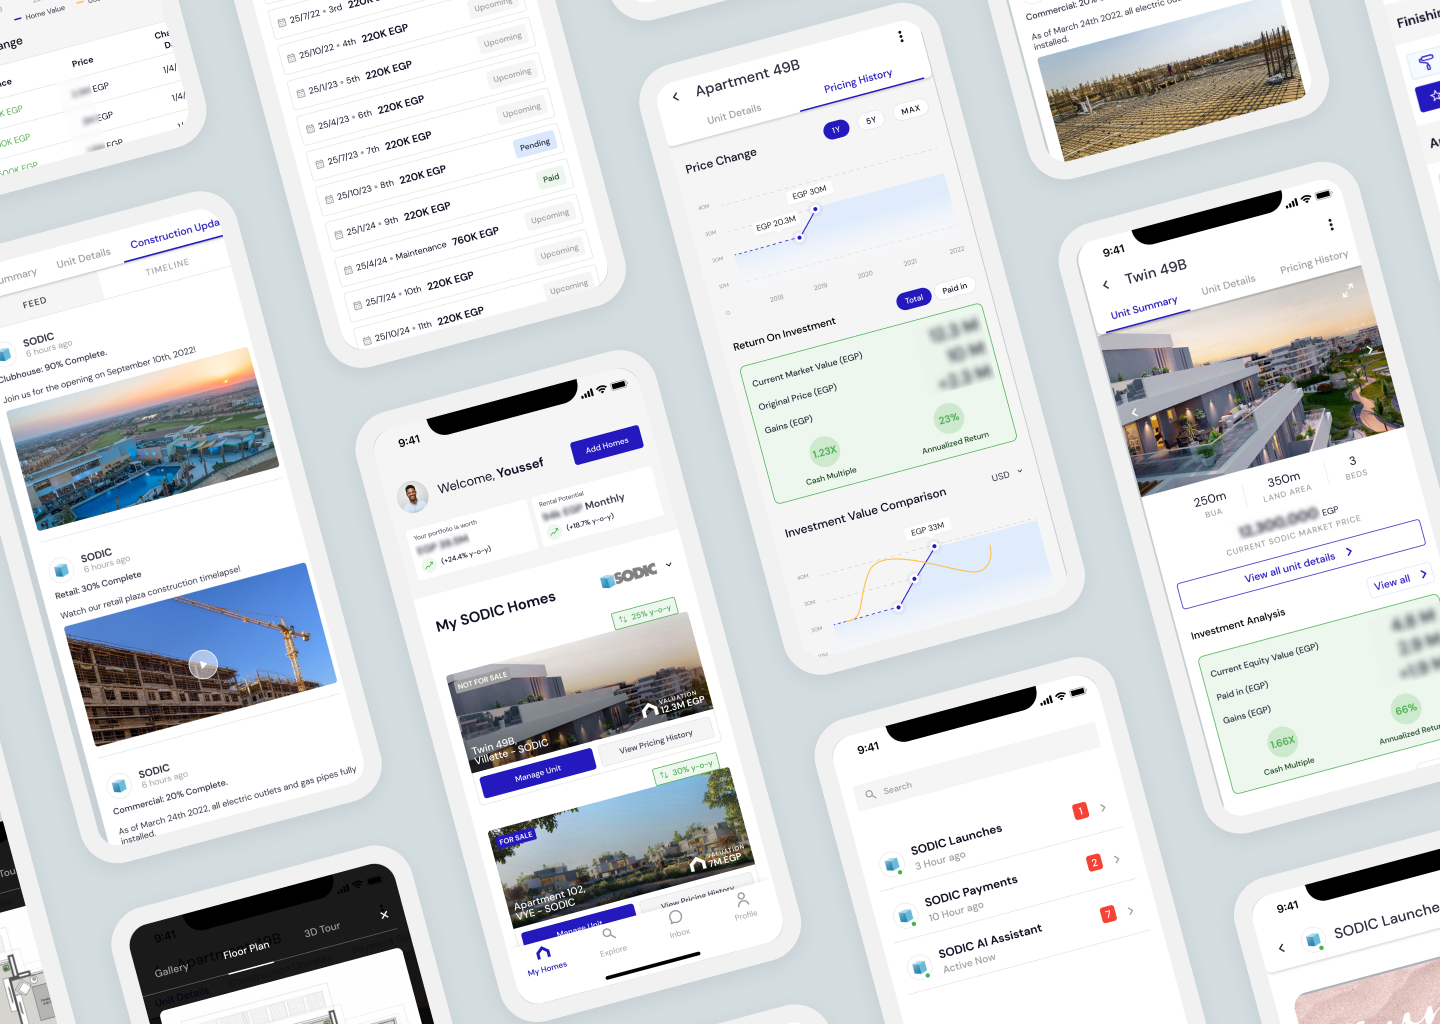 Home Value
ange
Price
0K EGP
EGP
1/4/
0K EGP
EGP
1/4/
500K EGP
EGP
Summary
Unit Details
Construction Upda
FEED
TIMELINE
SODIC
6 hours ago
Clubhouse: 90% Complete.
Join us for the opening on September 10th, 2022!
SODIC
6 hours ago
Retail: 30% Complete
Watch our retail plaza construction timelapse!
SODIC
6 hours ago
Commercial: 20% Complete.
As of March 24th 2022, all electric outlets and gas pipes fully
installed.
25/7/22 • 3rd 220K EGP
Upcoming
25/10/22 • 4th 220K EGP
Upcoming
25/1/23 • 5th 220K EGP
Upcoming
25/4/23 • 6th 220K EGP
Upcoming
25/7/23 • 7th 220K EGP
Upcoming
25/10/23 • 8th 220K EGP
Pending
25/1/24 • 9th 220K EGP
Paid
25/4/24 • Maintenance 760K EGP
Upcoming
25/7/24 • 10th 220K EGP
Upcoming
25/10/24 • 11th 220K EGP
Upcoming
9:41
Gallery
Floor Plan
3D Tour
Apartment 49B
Unit Details
9:41
Welcome, Youssef
Add Homes
Your portfolio is worth
(+24.4% y-o-y)
Rental Potential
Monthly
(+18.7% y-o-y)
SODIC
My SODIC Homes
25% y-o-y
NOT FOR SALE
Twin 49B,
Villette - SODIC
VALUATION
12.3M EGP
Manage Unit
View Pricing History
30% y-o-y
FOR SALE
Apartment 102,
VYE - SODIC
VALUATION
7M EGP
Manage Unit
View Pricing History
My Homes
Explore
Inbox
Profile
Apartment 49B
Unit Details
Pricing History
1Y
5Y
MAX
Price Change
EGP 30M
EGP 20.3M
40M
30M
20M
10M
0
2018
2019
2020
2021
2022
Total
Paid in
Return On Investment
Current Market Value (EGP)
Original Price (EGP)
Gains (EGP)
1.23X
Cash Multiple
23%
Annualized Return
Investment Value Comparison
USD
EGP 33M
40M
30M
20M
10M
9:41
Search
SODIC Launches
3 Hour ago
1
SODIC Payments
10 Hour ago
2
SODIC AI Assistant
Active Now
7
Commercial: 20%
As of March 24th 2022, all electric
installed.
9:41
Twin 49B
Unit Summary
Unit Details
Pricing History
250m
BUA
350m
LAND AREA
3
BEDS
12,300,000 EGP
CURRENT SODIC MARKET PRICE
View all unit details
Investment Analysis
View all
Current Equity Value (EGP)
Paid in (EGP)
Gains (EGP)
1.66X
Cash Multiple
66%
Annualized Return
9:41
SODIC Launches
Finishin